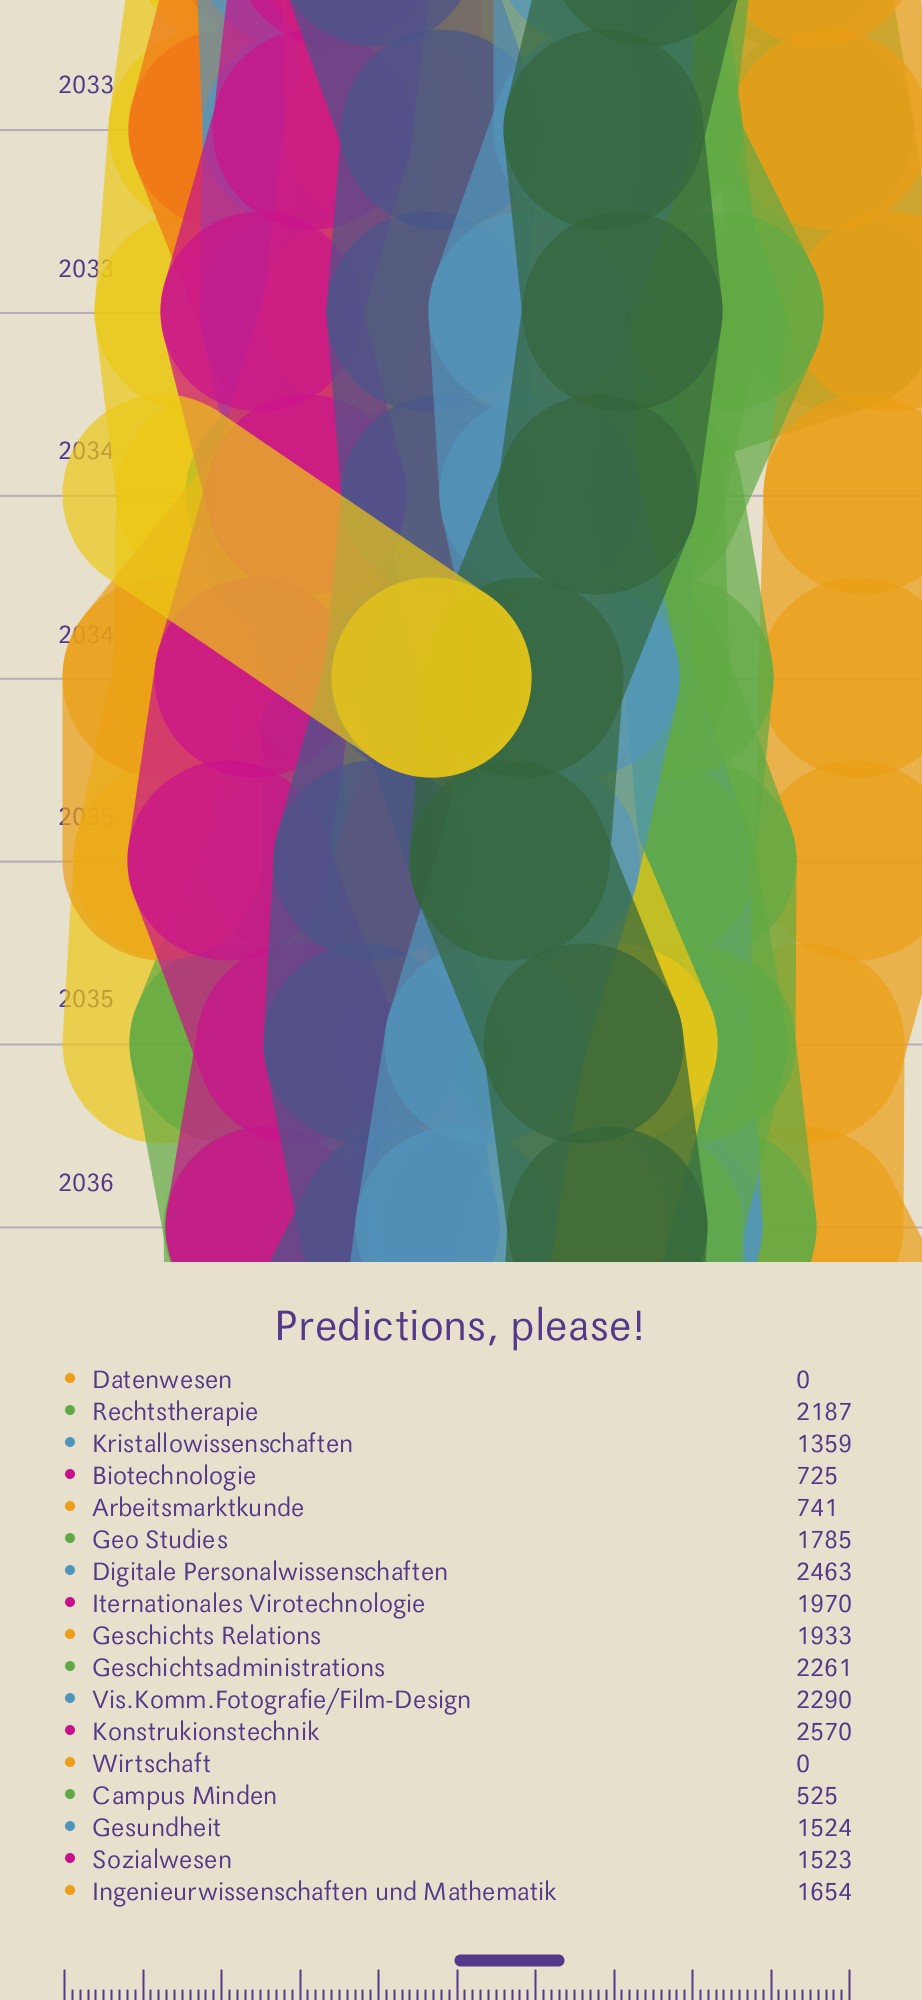 2033
2033
2034
2034
2035
2035
2036
Predictions, please!
Datenwesen 0
Rechtstherapie 2187
Kristallowissenschaften 1359
Biotechnologie 725
Arbeitsmarktkunde 741
Geo Studies 1785
Digitale Personalwissenschaften 2463
Iternationales Virotechnologie 1970
Geschichts Relations 1933
Geschichtsadministrations 2261
Vis.Komm.Fotografie/Film-Design 2290
Konstrukionstechnik 2570
Wirtschaft 0
Campus Minden 525
Gesundheit 1524
Sozialwesen 1523
Ingenieurwissenschaften und Mathematik 1654